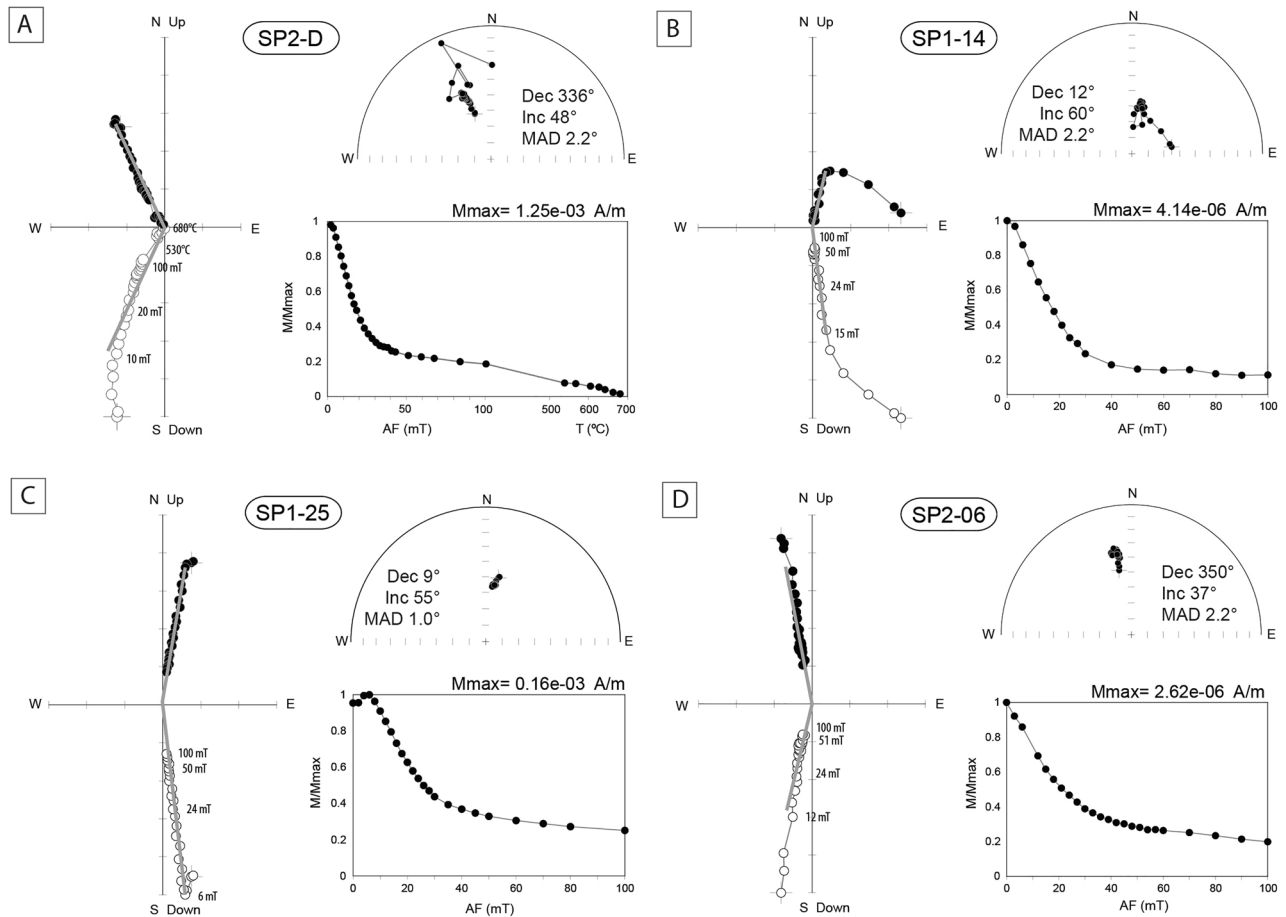 A
N Up
SP2-D
N
Dec 336°
Inc 48°
MAD 2.2°
W
E
W
E
680°C
530°C
100 mT
20 mT
10 mT
S Down
Mmax= 1.25e-03 A/m
M/Mmax
1
0.8
0.6
0.4
0.2
0
0
50
100
500
600
700
AF (mT)
T (ºC)
B
N Up
SP1-14
N
Dec 12°
Inc 60°
MAD 2.2°
W
E
W
E
100 mT
50 mT
24 mT
15 mT
S Down
Mmax= 4.14e-06 A/m
M/Mmax
1
0.8
0.6
0.4
0.2
0
0
20
40
60
80
100
AF (mT)
C
N Up
SP1-25
N
Dec 9°
Inc 55°
MAD 1.0°
W
E
W
E
100 mT
50 mT
24 mT
6 mT
S Down
Mmax= 0.16e-03 A/m
M/Mmax
1
0.8
0.6
0.4
0.2
0
0
20
40
60
80
100
AF (mT)
D
N Up
SP2-06
N
Dec 350°
Inc 37°
MAD 2.2°
W
E
W
E
100 mT
51 mT
24 mT
12 mT
S Down
Mmax= 2.62e-06 A/m
M/Mmax
1
0.8
0.6
0.4
0.2
0
0
20
40
60
80
100
AF (mT)